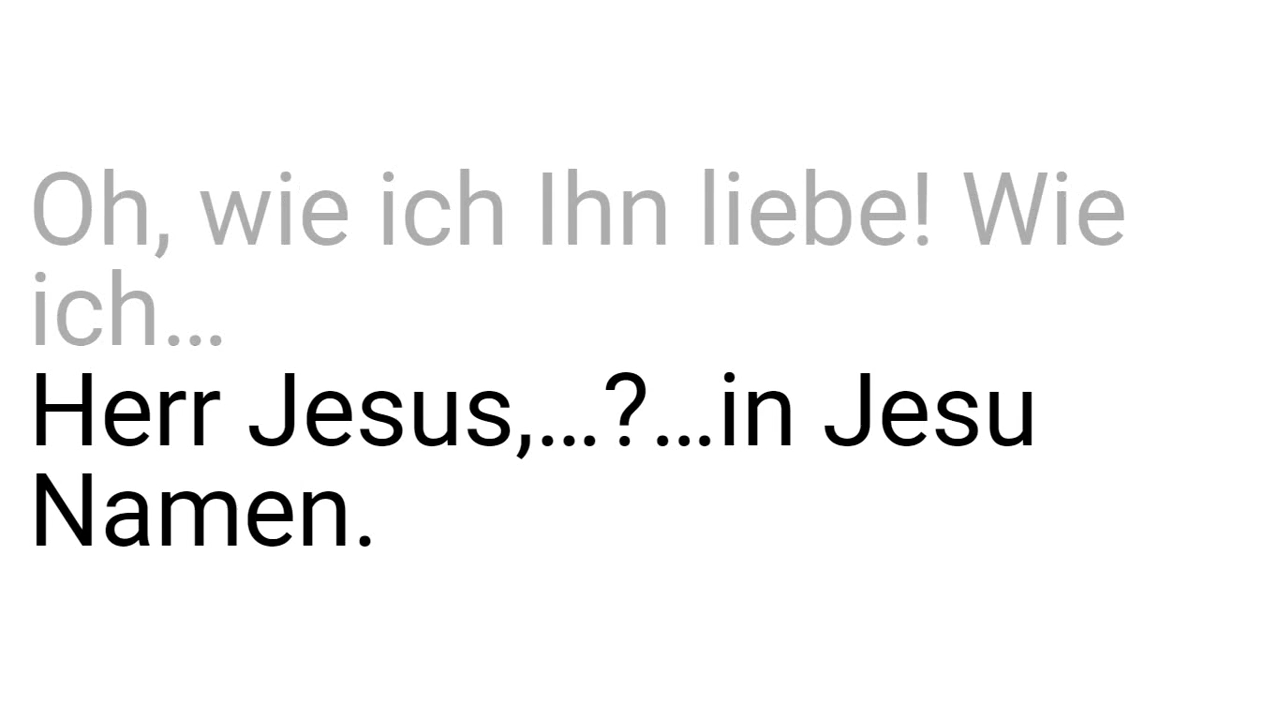 Oh, wie ich Ihn liebe! Wie
ich…
Herr Jesus,…?…in Jesu
Namen.